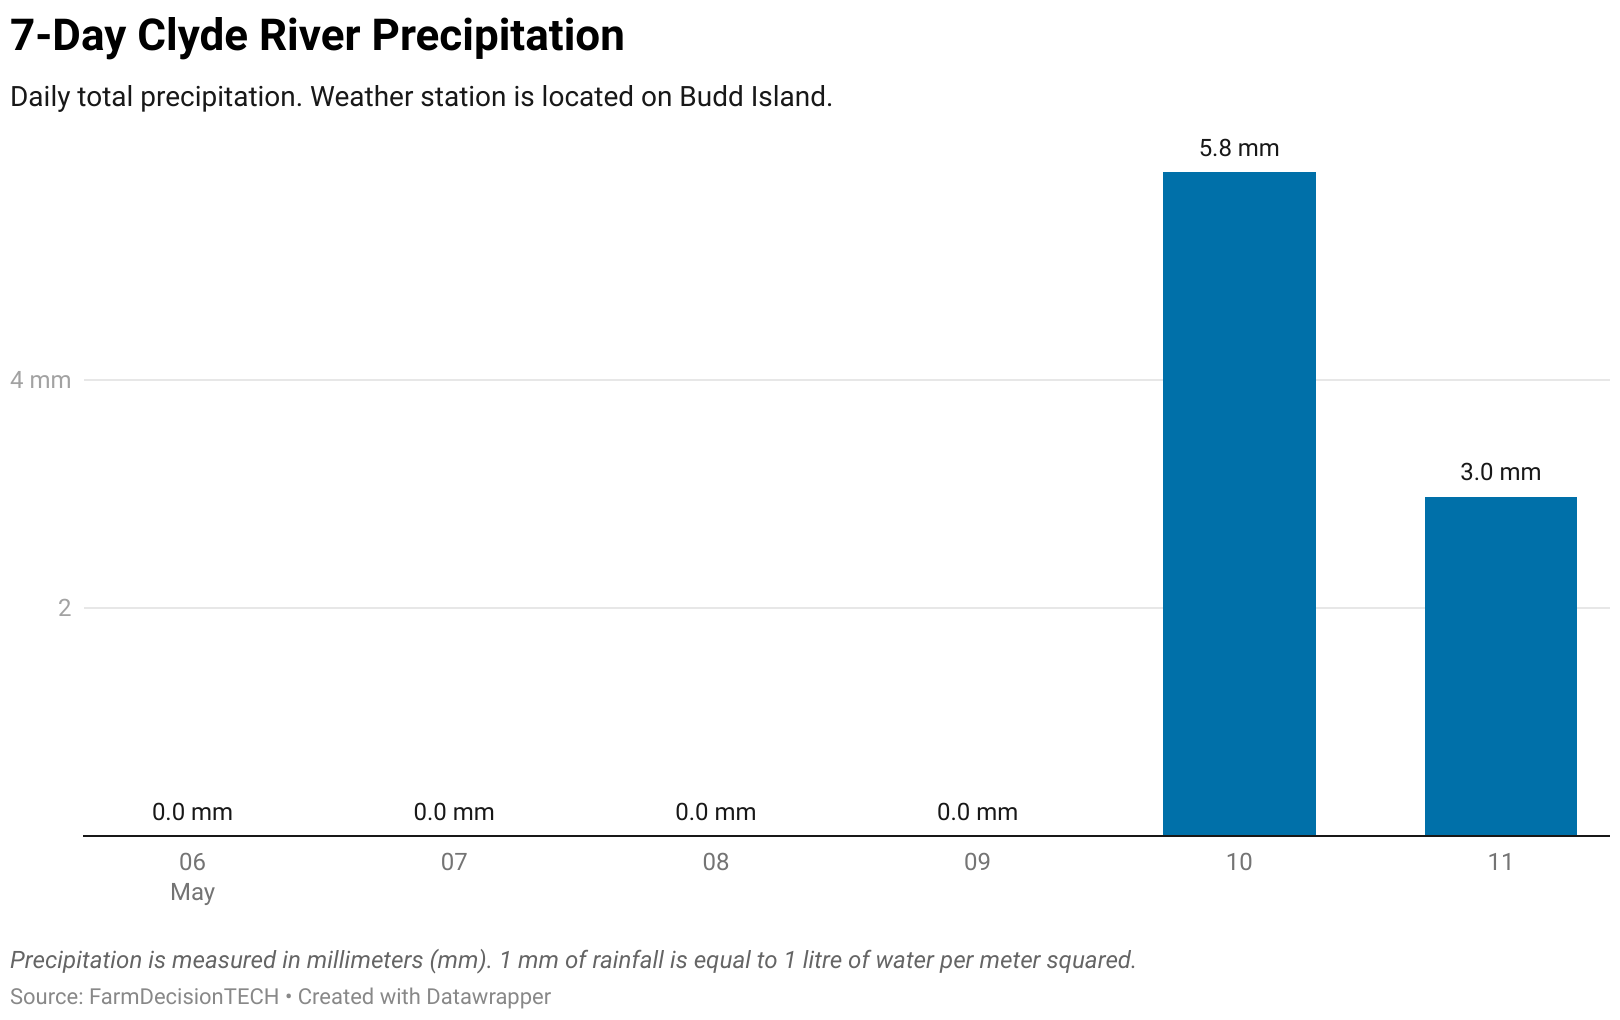 7-Day Clyde River Precipitation
Daily total precipitation. Weather station is located on Budd Island.
5.8 mm
4 mm
3.0 mm
2
0.0 mm 0.0 mm 0.0 mm 0.0 mm
06 07 08 09 10 11
May
Precipitation is measured in millimeters (mm). 1 mm of rainfall is equal to 1 litre of water per meter squared.
Source: FarmDecisionTECH • Created with Datawrapper